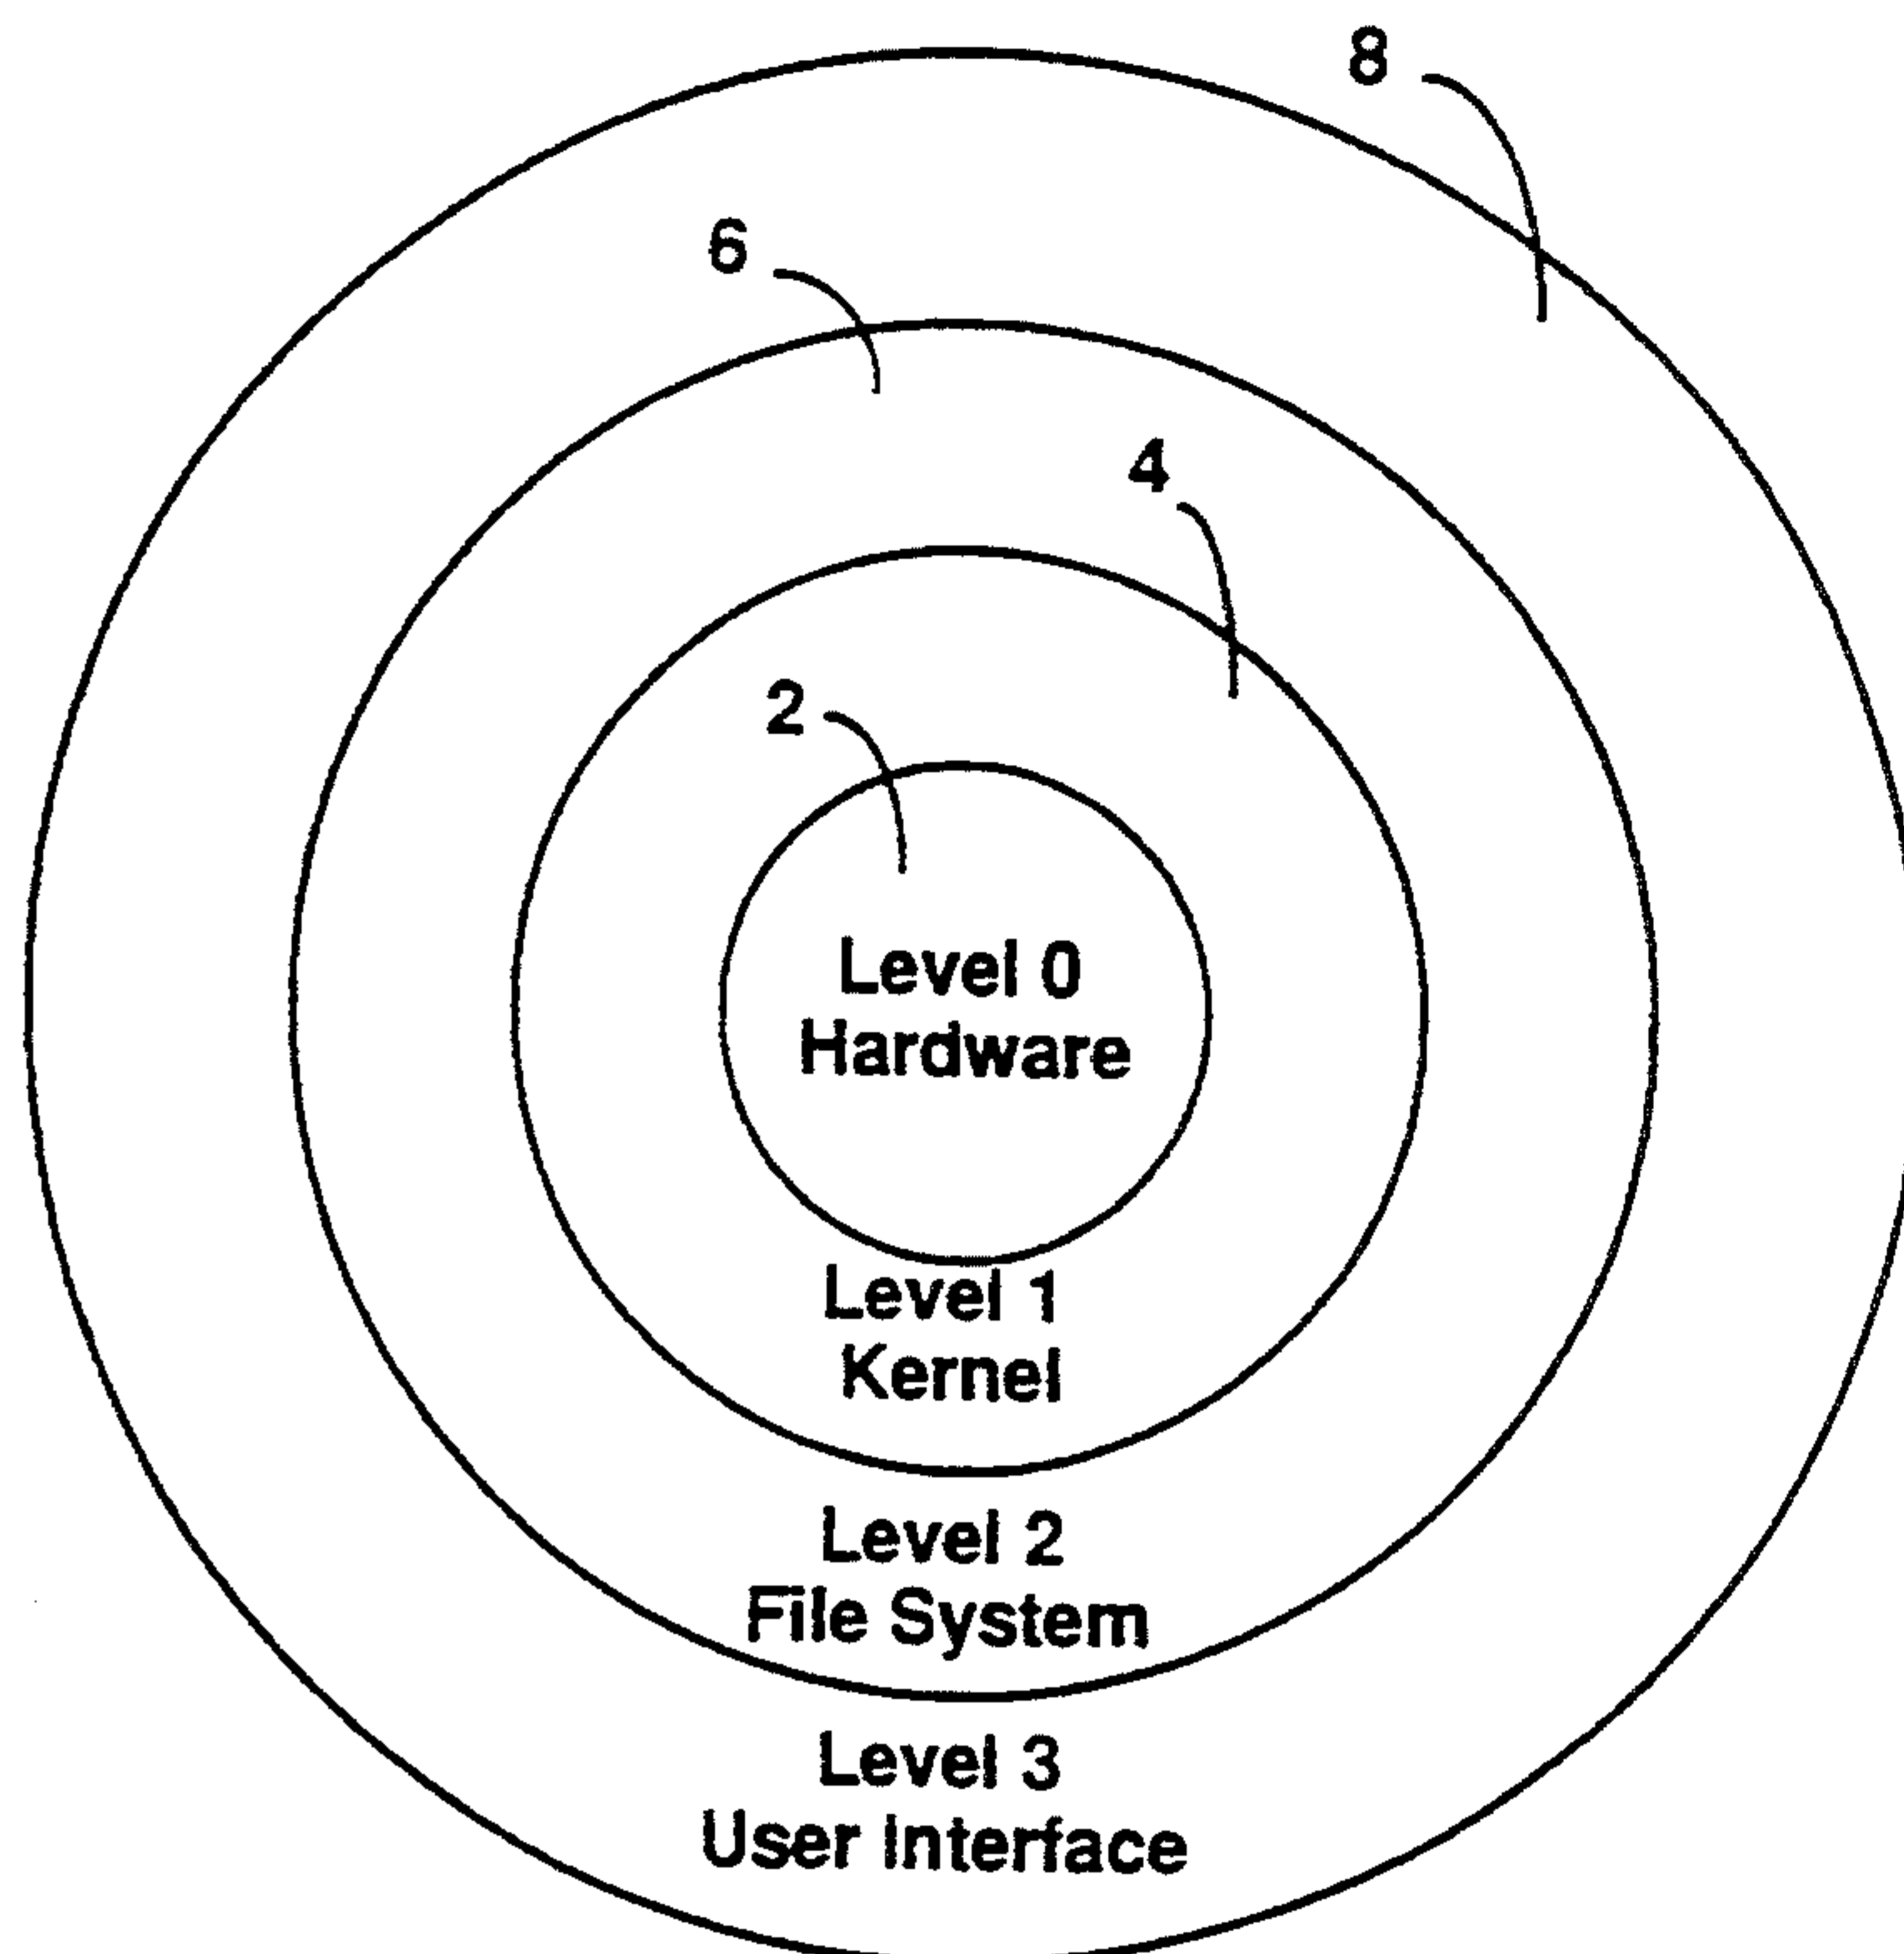 8
6
4
2
Level 0
Hardware
Level 1
Kernel
Level 2
File System
Level 3
User Interface